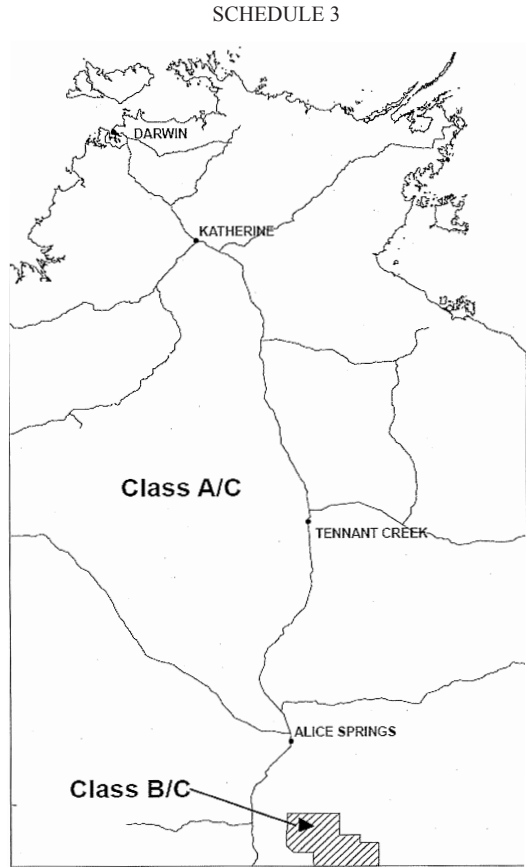 SCHEDULE 3
DARWIN
KATHERINE
Class A/C
TENNANT CREEK
ALICE SPRINGS
Class B/C